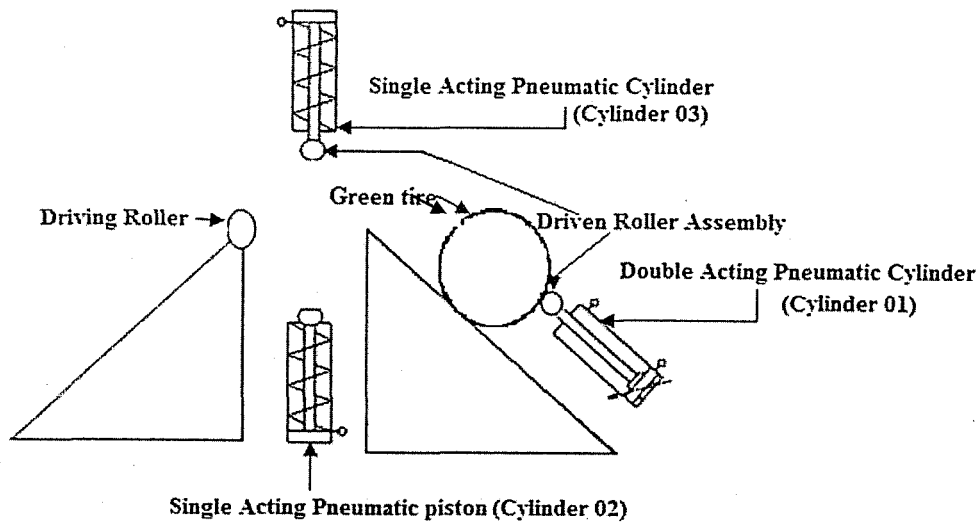 Single Acting Pneumatic Cylinder
(Cylinder 03)
Green tire
Driving Roller
Driven Roller Assembly
Double Acting Pneumatic Cylinder
(Cylinder 01)
Single Acting Pneumatic piston (Cylinder 02)